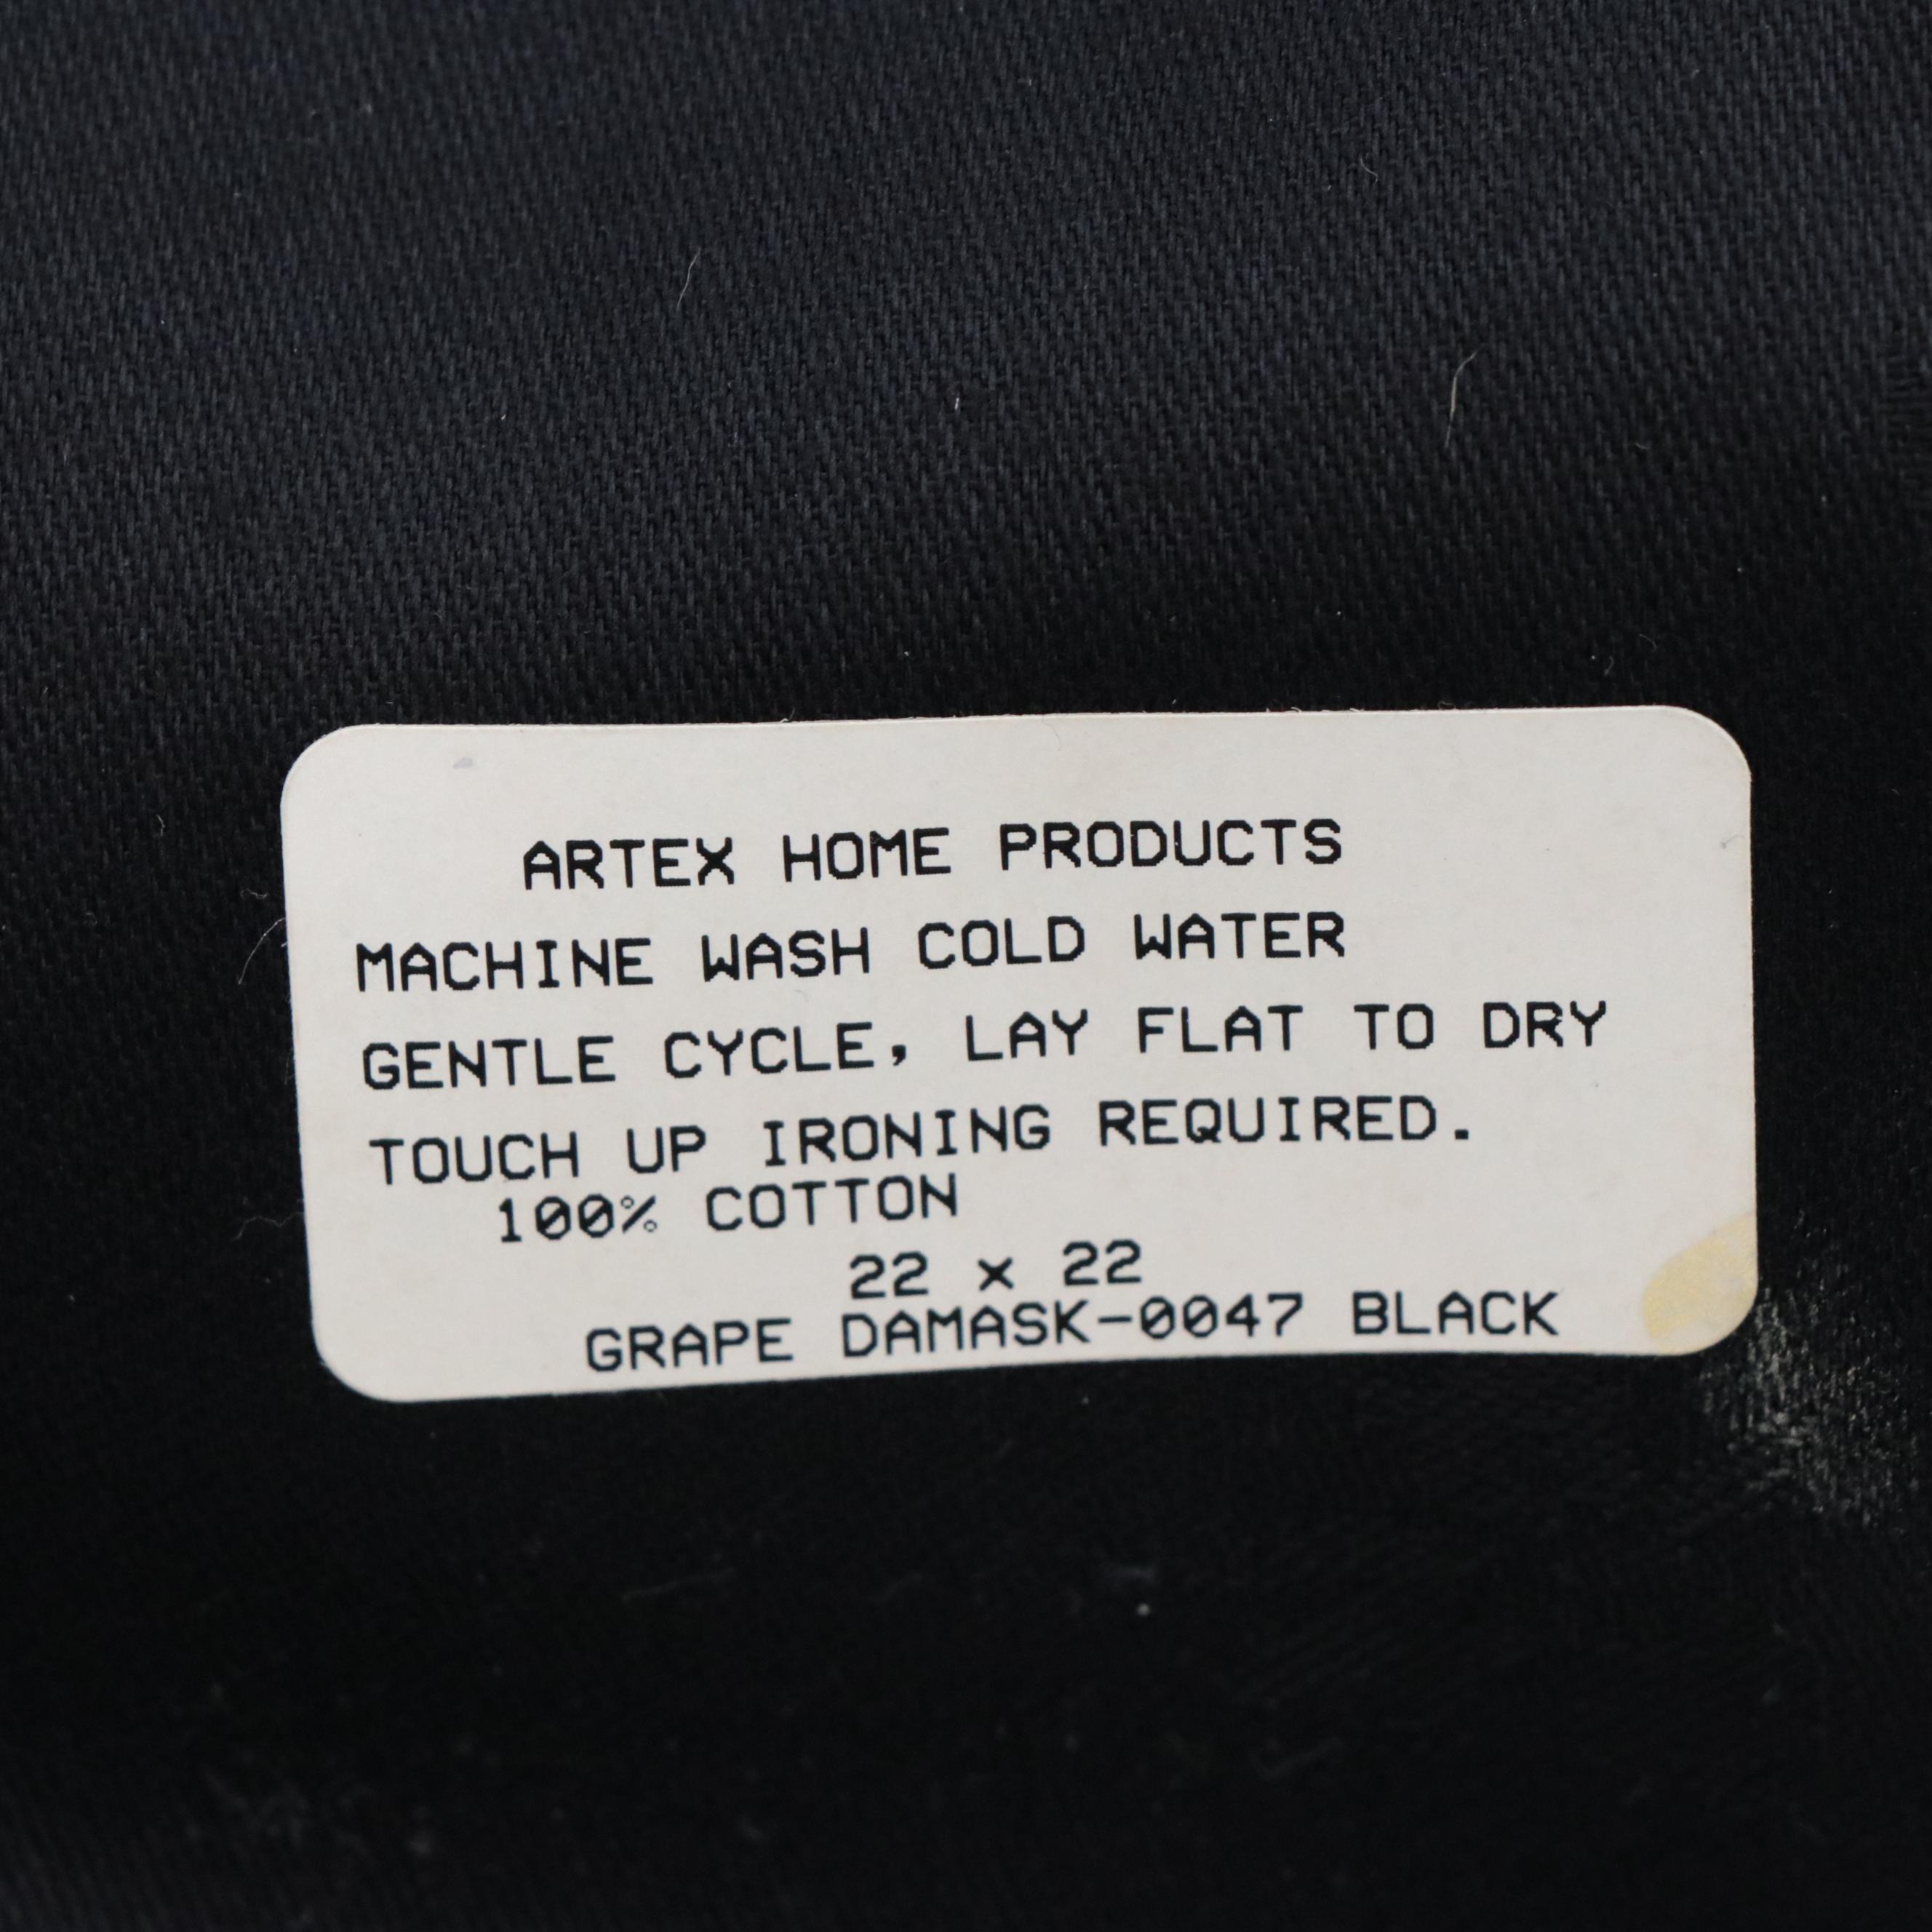 ARTEX HOME PRODUCTS
MACHINE WASH COLD WATER
GENTLE CYCLE, LAY FLAT TO DRY
TOUCH UP IRONING REQUIRED.
100% COTTON
22 x 22
GRAPE DAMASK-0047 BLACK